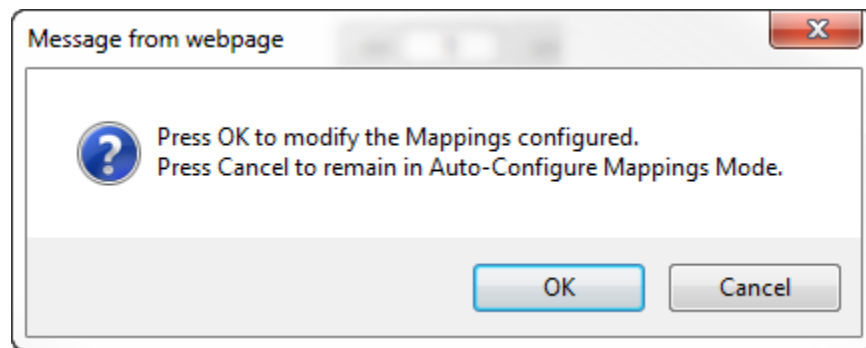 Message from webpage
Press OK to modify the Mappings configured.
Press Cancel to remain in Auto-Configure Mappings Mode.
OK
Cancel